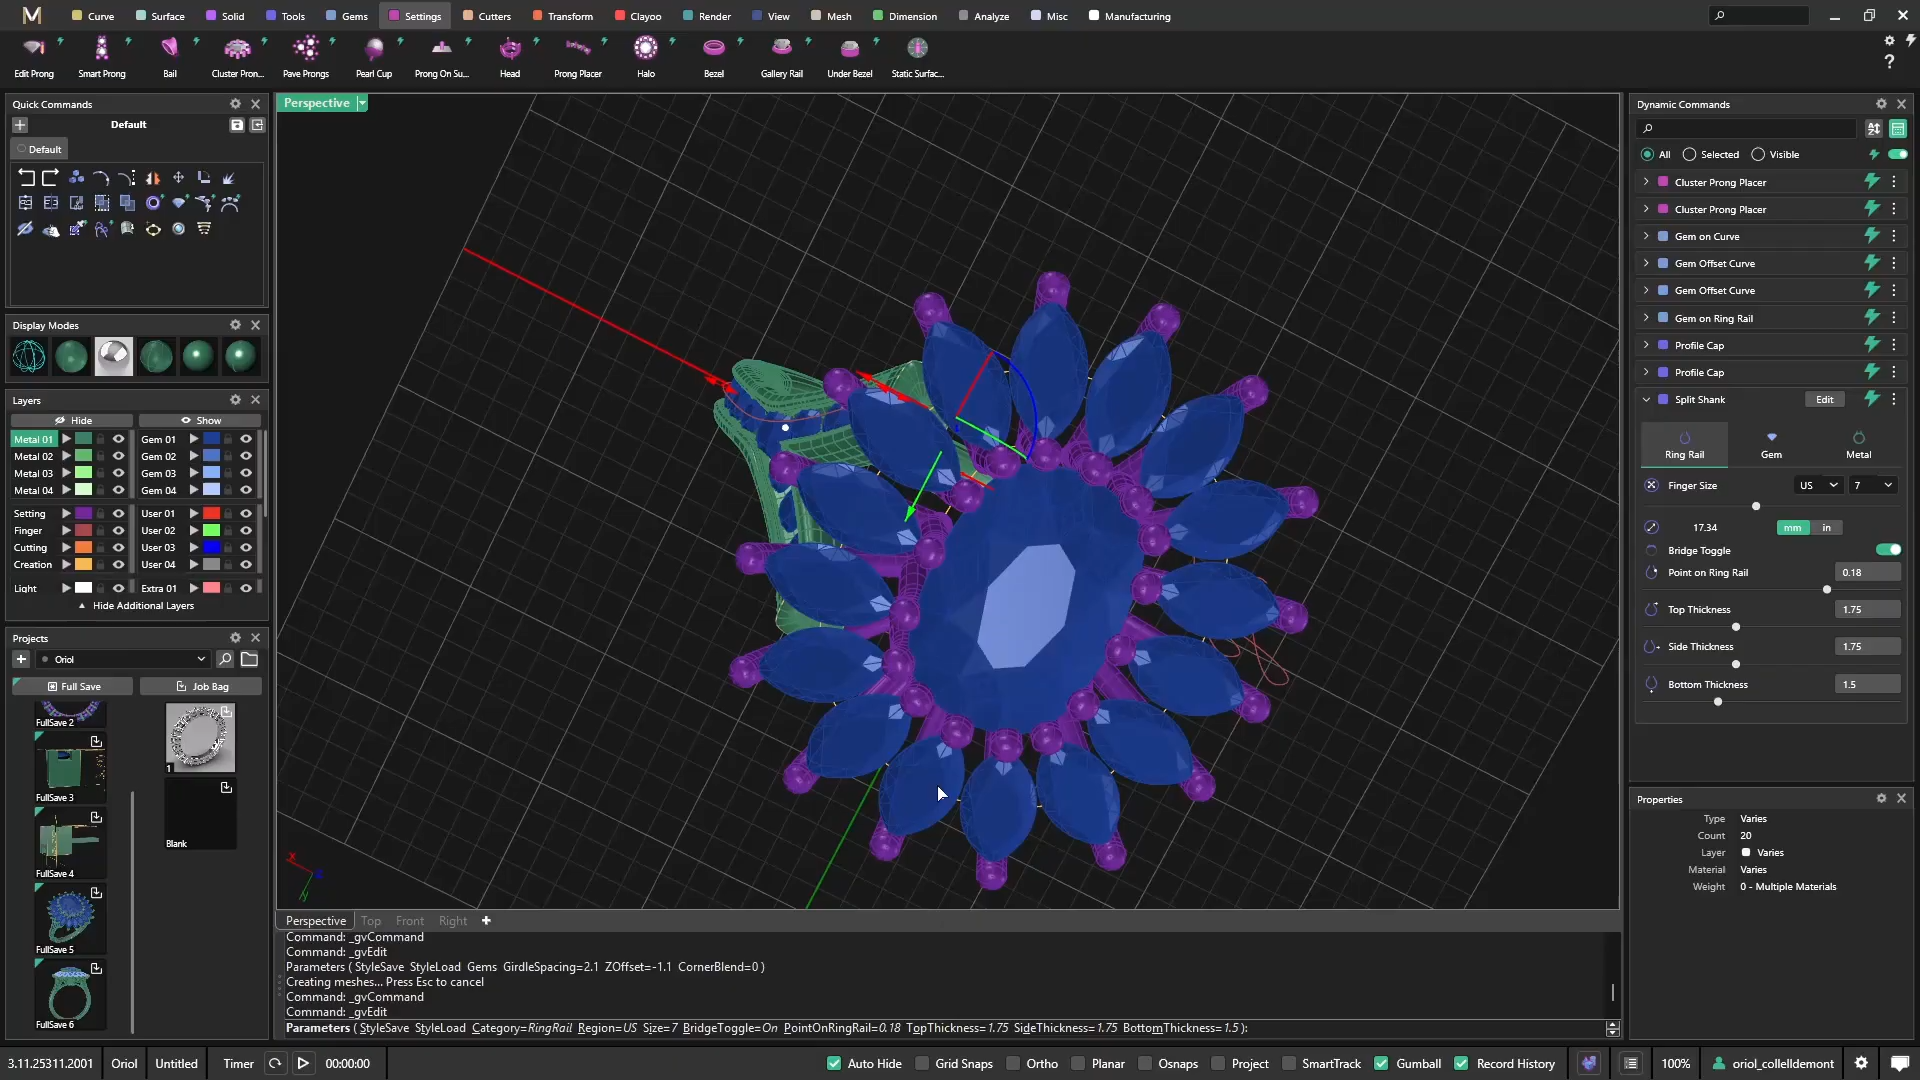 Curve Surface Solid Tools Gems Settings Cutters Transform Clayoo Render View Mesh Dimension Analyze Misc Manufacturing
Edit Prong Smart Prong Bail Cluster Pron... Pave Prongs Pearl Cup Prong On Su... Head Prong Placer Halo Bezel Gallery Rail Under Bezel Static Surfac...
Quick Commands
Default
Default
Display Modes
Layers
Hide Show
Metal 01 Gem 01
Metal 02 Gem 02
Metal 03 Gem 03
Metal 04 Gem 04
Setting User 01
Finger User 02
Cutting User 03
Creation User 04
Light Extra 01
Hide Additional Layers
Projects
Oriol
Full Save Job Bag
FullSave 2
1
FullSave 3
Blank
FullSave 4
FullSave 5
FullSave 6
Perspective
Perspective Top Front Right
Command: _gvCommand
Command: _gvEdit
Parameters ( StyleSave StyleLoad Gems GirdleSpacing=2.1 ZOffset=-1.1 CornerBlend=0 )
Creating meshes... Press Esc to cancel
Command: _gvCommand
Command: _gvEdit
Parameters ( StyleSave StyleLoad Category=RingRail Region=US Size=7 BridgeToggle=On PointOnRingRail=0.18 TopThickness=1.75 SideThickness=1.75 BottomThickness=1.5 ):
Dynamic Commands
All Selected Visible
Cluster Prong Placer
Cluster Prong Placer
Gem on Curve
Gem Offset Curve
Gem Offset Curve
Gem on Ring Rail
Profile Cap
Profile Cap
Split Shank Edit
Ring Rail Gem Metal
Finger Size US 7
17.34 mm in
Bridge Toggle
Point on Ring Rail 0.18
Top Thickness 1.75
Side Thickness 1.75
Bottom Thickness 1.5
Properties
Type Varies
Count 20
Layer Varies
Material Varies
Weight 0 - Multiple Materials
3.11.25311.2001 Oriol Untitled Timer 00:00:00 Auto Hide Grid Snaps Ortho Planar Osnaps Project SmartTrack Gumball Record History 100% oriol_collelldemont